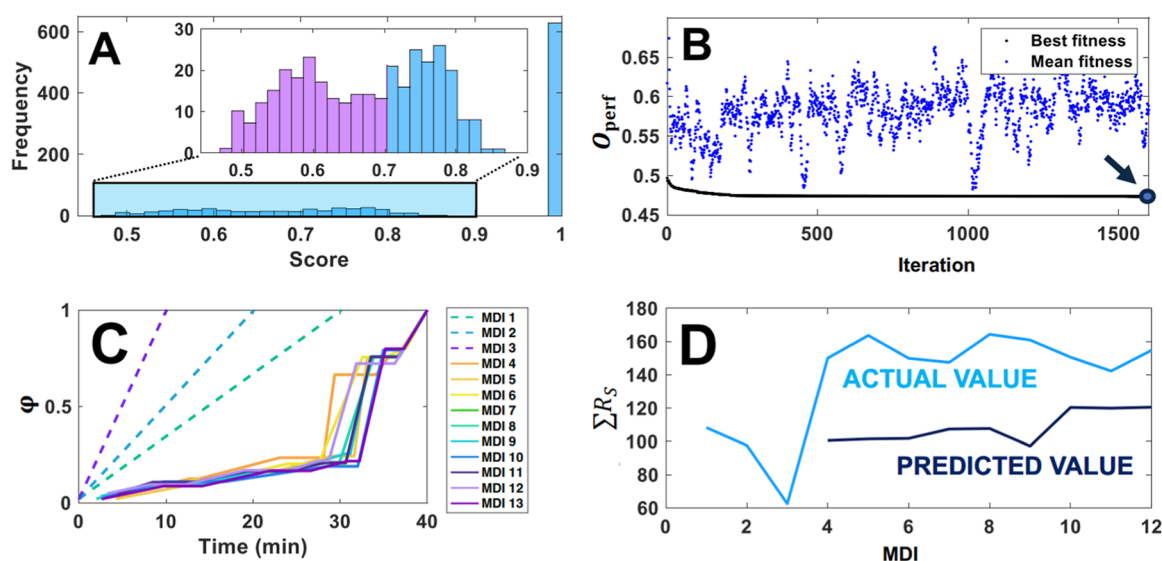 A
Frequency
600
400
200
0
30
20
10
0
0.5 0.6 0.7 0.8 0.9
0.5 0.6 0.7 0.8 0.9 1
Score
B
Best fitness
Mean fitness
O perf
0.65
0.6
0.55
0.5
0.45
0 500 1000 1500
Iteration
C
φ
1
0.5
0
0 10 20 30 40
Time (min)
MDI 1
MDI 2
MDI 3
MDI 4
MDI 5
MDI 6
MDI 7
MDI 8
MDI 9
MDI 10
MDI 11
MDI 12
MDI 13
D
ΣRS
180
160
140
120
100
80
60
ACTUAL VALUE
PREDICTED VALUE
0 2 4 6 8 10 12
MDI